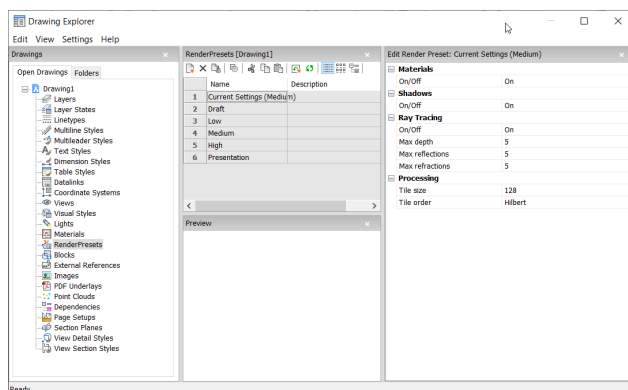 Drawing Explorer
Edit View Settings Help
Drawings
Open Drawings Folders
Drawing1
Layers
Layer States
Linetypes
Multiline Styles
Multileader Styles
Text Styles
Dimension Styles
Table Styles
Datalinks
Coordinate Systems
Views
Visual Styles
Lights
Materials
RenderPresets
Blocks
External References
Images
PDF Underlays
Point Clouds
Dependencies
Page Setups
Section Planes
View Detail Styles
View Section Styles
RenderPresets [Drawing1]
Name Description
1 Current Settings (Medium)
2 Draft
3 Low
4 Medium
5 High
6 Presentation
Preview
Edit Render Preset: Current Settings (Medium)
Materials
On/Off On
Shadows
On/Off On
Ray Tracing
On/Off On
Max depth 5
Max reflections 5
Max refractions 5
Processing
Tile size 128
Tile order Hilbert
Ready